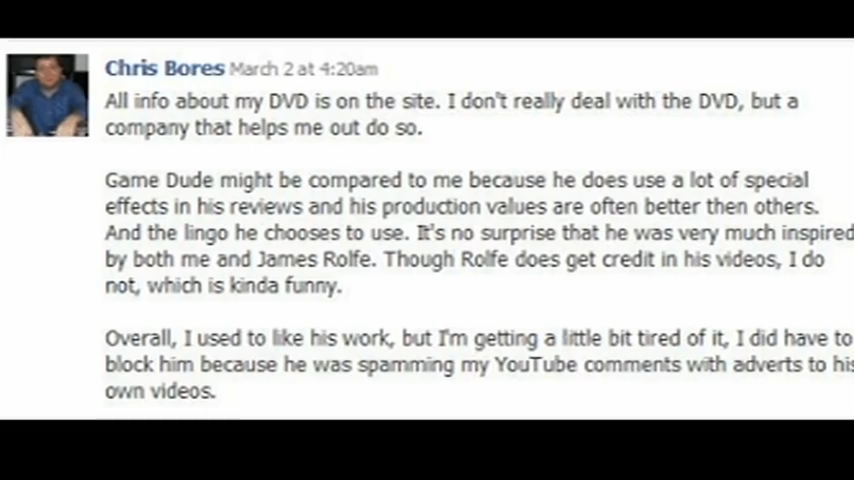 Chris Bores March 2 at 4:20am
All info about my DVD is on the site. I don't really deal with the DVD, but a
company that helps me out do so.
Game Dude might be compared to me because he does use a lot of special
effects in his reviews and his production values are often better then others.
And the lingo he chooses to use. It's no surprise that he was very much inspired
by both me and James Rolfe. Though Rolfe does get credit in his videos, I do
not, which is kinda funny.
Overall, I used to like his work, but I'm getting a little bit tired of it, I did have to
block him because he was spamming my YouTube comments with adverts to his
own videos.